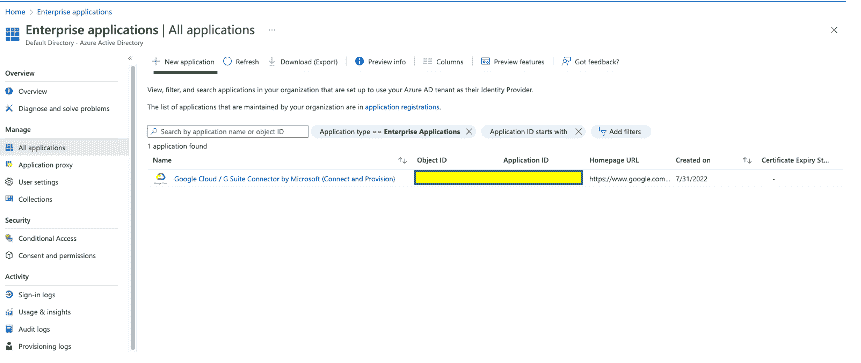 Home > Enterprise applications
Enterprise applications | All applications ...
Default Directory - Azure Active Directory
Overview
Overview
Diagnose and solve problems
Manage
All applications
Application proxy
User settings
Collections
Security
Conditional Access
Consent and permissions
Activity
Sign-in logs
Usage & insights
Audit logs
Provisioning logs
New application Refresh Download (Export) Preview info Columns Preview features Got feedback?
View, filter, and search applications in your organization that are set up to use your Azure AD tenant as their Identity Provider.
The list of applications that are maintained by your organization are in application registrations.
Search by application name or object ID Application type == Enterprise Applications Application ID starts with Add filters
1 application found
Name Object ID Application ID Homepage URL Created on Certificate Expiry St...
Google Cloud / G Suite Connector by Microsoft (Connect and Provision) https://www.google.com... 7/31/2022 -